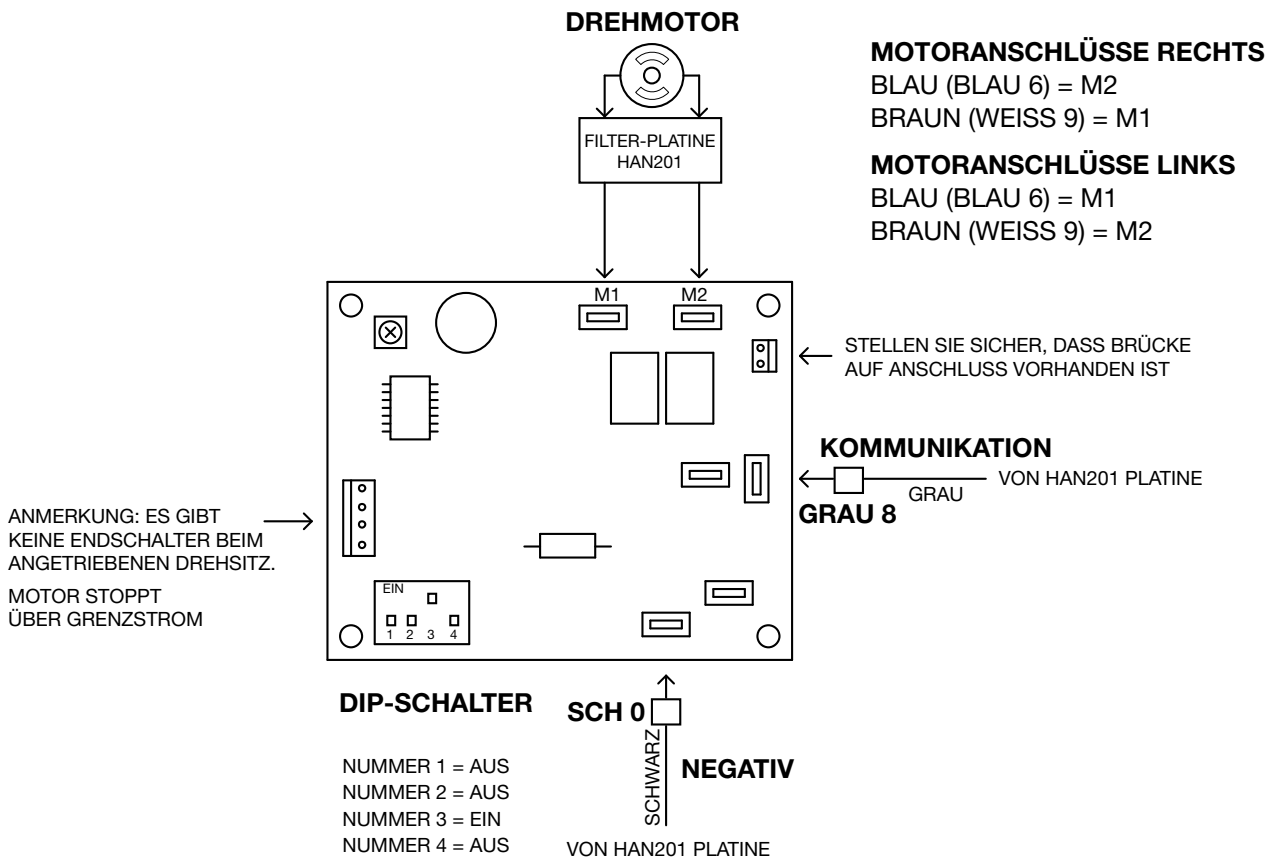 DREHMOTOR
FILTER-PLATINE
HAN201
MOTORANSCHLÜSSE RECHTS
BLAU (BLAU 6) = M2
BRAUN (WEISS 9) = M1
MOTORANSCHLÜSSE LINKS
BLAU (BLAU 6) = M1
BRAUN (WEISS 9) = M2
M1 M2
STELLEN SIE SICHER, DASS BRÜCKE
AUF ANSCHLUSS VORHANDEN IST
KOMMUNIKATION
VON HAN201 PLATINE
GRAU
GRAU 8
ANMERKUNG: ES GIBT
KEINE ENDSCHALTER BEIM
ANGETRIEBENEN DREHSITZ.
MOTOR STOPPT
ÜBER GRENZSTROM
EIN
1 2 3 4
DIP-SCHALTER
NUMMER 1 = AUS
NUMMER 2 = AUS
NUMMER 3 = EIN
NUMMER 4 = AUS
SCH 0
SCHWARZ
NEGATIV
VON HAN201 PLATINE